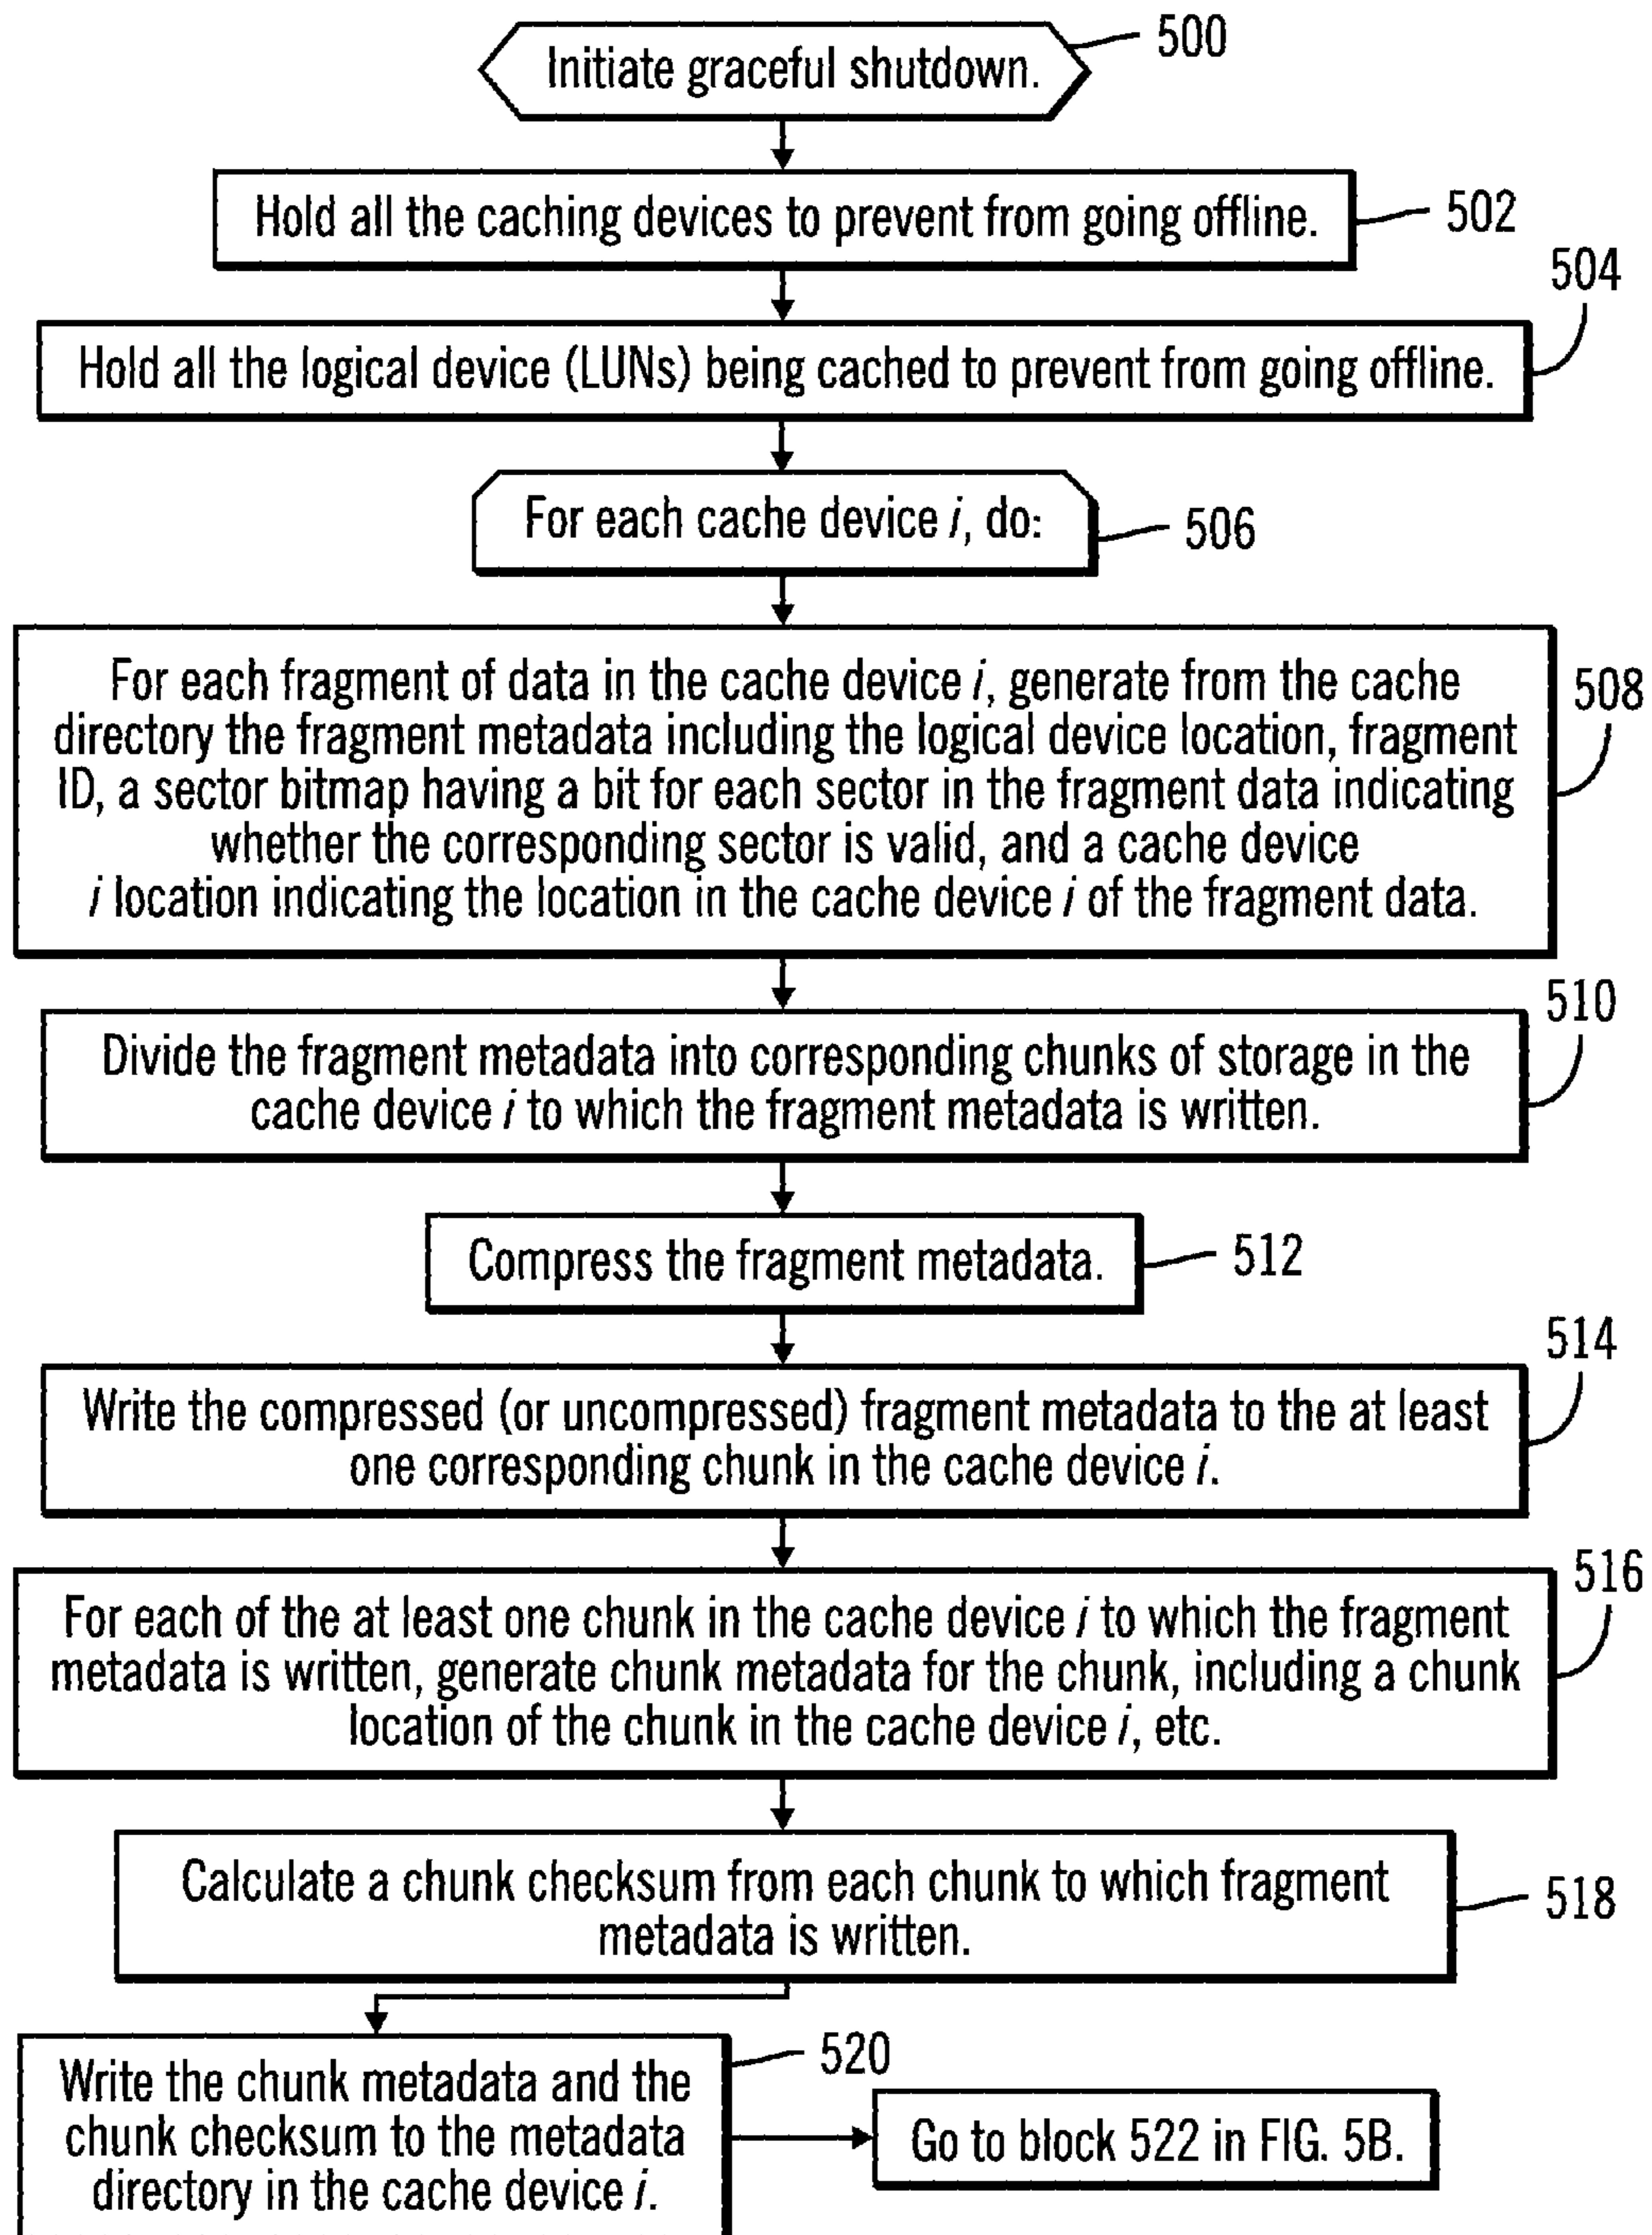 Initiate graceful shutdown.
500
Hold all the caching devices to prevent from going offline.
502
504
Hold all the logical device (LUNs) being cached to prevent from going offline.
For each cache device i, do:
506
For each fragment of data in the cache device i, generate from the cache
directory the fragment metadata including the logical device location, fragment
ID, a sector bitmap having a bit for each sector in the fragment data indicating
whether the corresponding sector is valid, and a cache device
i location indicating the location in the cache device i of the fragment data.
508
510
Divide the fragment metadata into corresponding chunks of storage in the
cache device i to which the fragment metadata is written.
Compress the fragment metadata.
512
514
Write the compressed (or uncompressed) fragment metadata to the at least
one corresponding chunk in the cache device i.
516
For each of the at least one chunk in the cache device i to which the fragment
metadata is written, generate chunk metadata for the chunk, including a chunk
location of the chunk in the cache device i, etc.
Calculate a chunk checksum from each chunk to which fragment
metadata is written.
518
520
Write the chunk metadata and the
chunk checksum to the metadata
directory in the cache device i.
Go to block 522 in FIG. 5B.